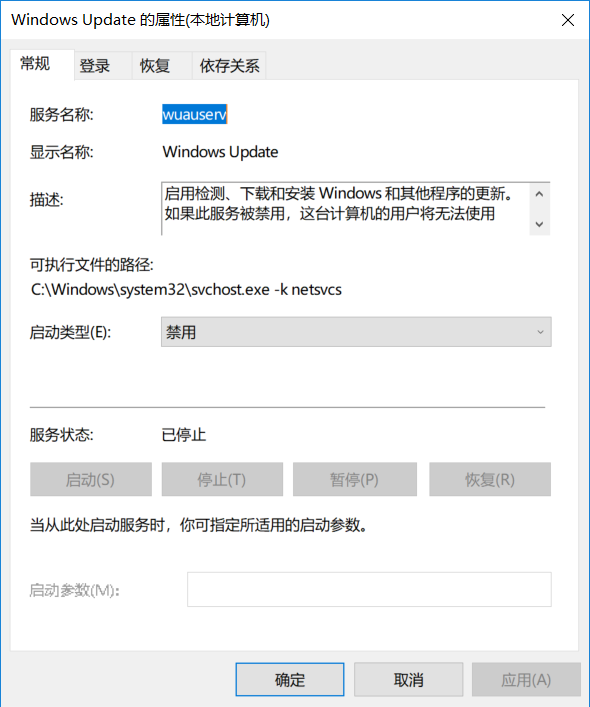 Windows Update 的属性(本地计算机)
常规 登录 恢复 依存关系
服务名称: wuauserv
显示名称: Windows Update
描述: 启用检测、下载和安装 Windows 和其他程序的更新。
如果此服务被禁用，这台计算机的用户将无法使用
可执行文件的路径:
C:\Windows\system32\svchost.exe -k netsvcs
启动类型(E): 禁用
服务状态: 已停止
启动(S) 停止(T) 暂停(P) 恢复(R)
当从此处启动服务时，你可指定所适用的启动参数。
启动参数(M):
确定 取消 应用(A)